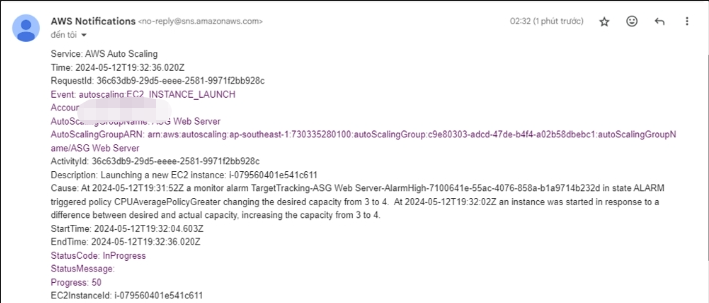 AWS Notifications <no-reply@sns.amazonaws.com>
02:32 (1 phút trước)
đến tôi
Service: AWS Auto Scaling
Time: 2024-05-12T19:32:36.020Z
RequestId: 36c63db9-29d5-eeee-2581-9971f2bb928c
Event: autoscaling:EC2_INSTANCE_LAUNCH
Accoun
AutoScalingGroupName: ASG Web Server
AutoScalingGroupARN: arn:aws:autoscaling:ap-southeast-1:730335280100:autoScalingGroup:c9e80303-adcd-47de-b4f4-a02b58dbebc1:autoScalingGroupN
ame/ASG Web Server
ActivityId: 36c63db9-29d5-eeee-2581-9971f2bb928c
Description: Launching a new EC2 instance: i-079560401e541c611
Cause: At 2024-05-12T19:31:52Z a monitor alarm TargetTracking-ASG Web Server-AlarmHigh-7100641e-55ac-4076-858a-b1a9714b232d in state ALARM
triggered policy CPUAveragePolicyGreater changing the desired capacity from 3 to 4. At 2024-05-12T19:32:02Z an instance was started in response to a
difference between desired and actual capacity, increasing the capacity from 3 to 4.
StartTime: 2024-05-12T19:32:04.603Z
EndTime: 2024-05-12T19:32:36.020Z
StatusCode: InProgress
StatusMessage:
Progress: 50
EC2InstanceId: i-079560401e541c611